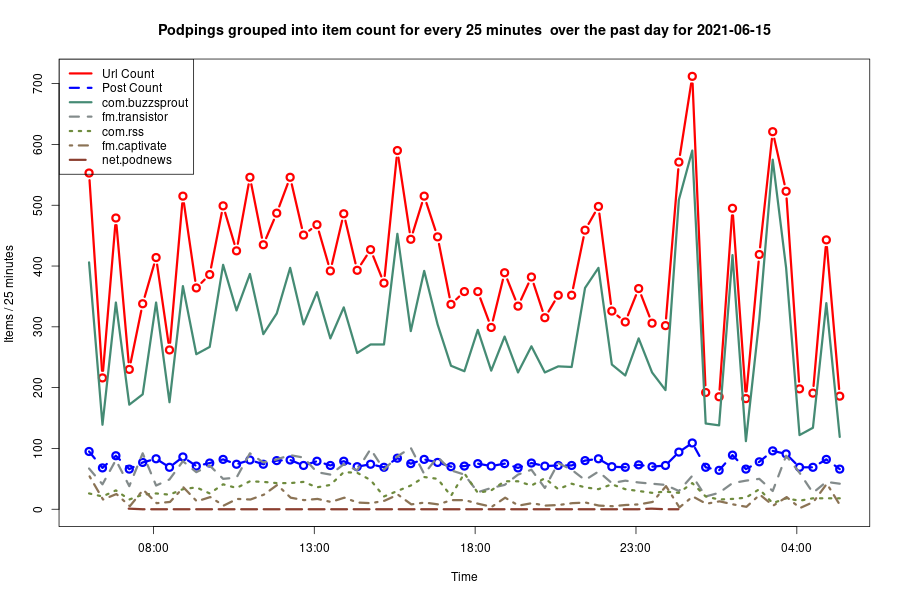 Podpings grouped into item count for every 25 minutes  over the past day for 2021-06-15
Url Count
Post Count
com.buzzsprout
fm.transistor
com.rss
fm.captivate
net.podnews
Items / 25 minutes
700
600
500
400
300
200
100
0
08:00
13:00
18:00
23:00
04:00
Time